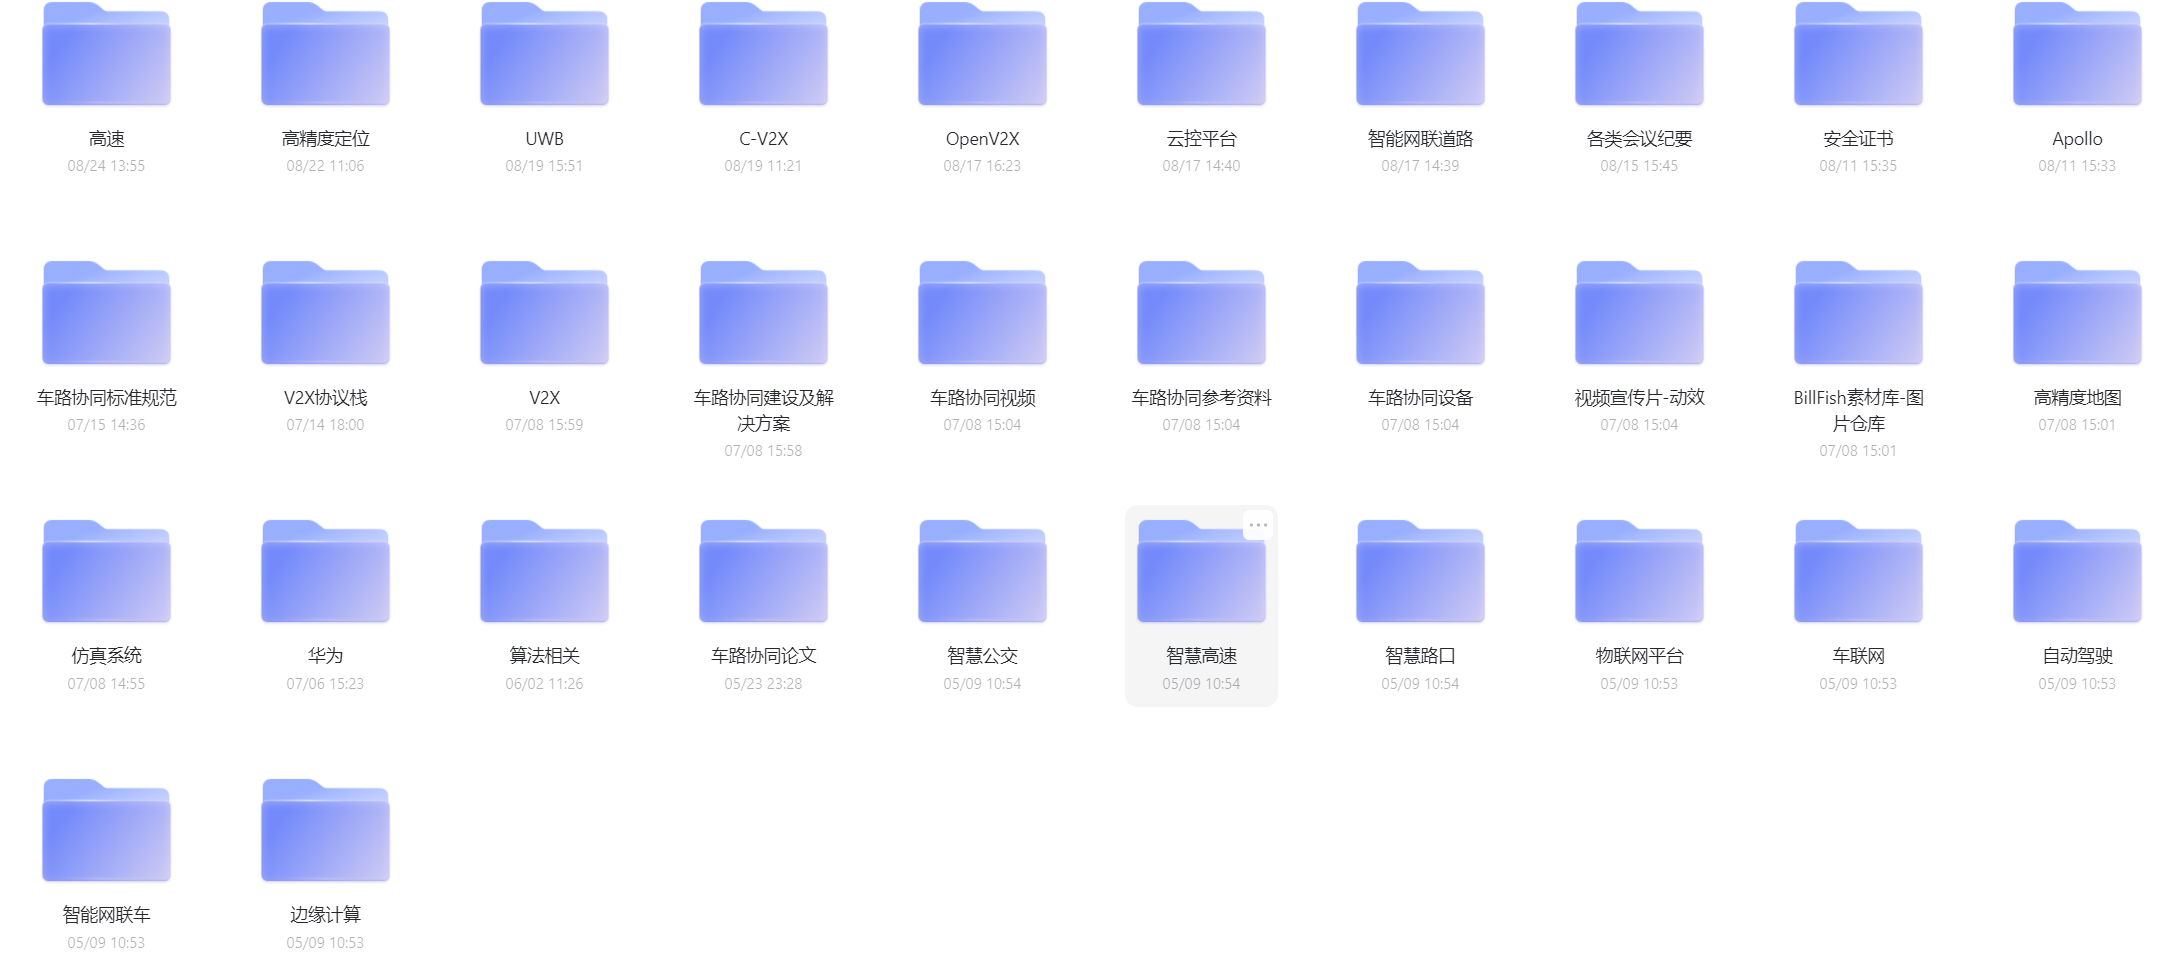 高速
08/24 13:55
高精度定位
08/22 11:06
UWB
08/19 15:51
C-V2X
08/19 11:21
OpenV2X
08/17 16:23
云控平台
08/17 14:40
智能网联道路
08/17 14:39
各类会议纪要
08/15 15:45
安全证书
08/11 15:35
Apollo
08/11 15:33
车路协同标准规范
07/15 14:36
V2X协议栈
07/14 18:00
V2X
07/08 15:59
车路协同建设及解
决方案
07/08 15:58
车路协同视频
07/08 15:04
车路协同参考资料
07/08 15:04
车路协同设备
07/08 15:04
视频宣传片-动效
07/08 15:04
BillFish素材库-图
片仓库
07/08 15:01
高精度地图
07/08 15:01
仿真系统
07/08 14:55
华为
07/06 15:23
算法相关
06/02 11:26
车路协同论文
05/23 23:28
智慧公交
05/09 10:54
智慧高速
05/09 10:54
智慧路口
05/09 10:54
物联网平台
05/09 10:53
车联网
05/09 10:53
自动驾驶
05/09 10:53
智能网联车
05/09 10:53
边缘计算
05/09 10:53